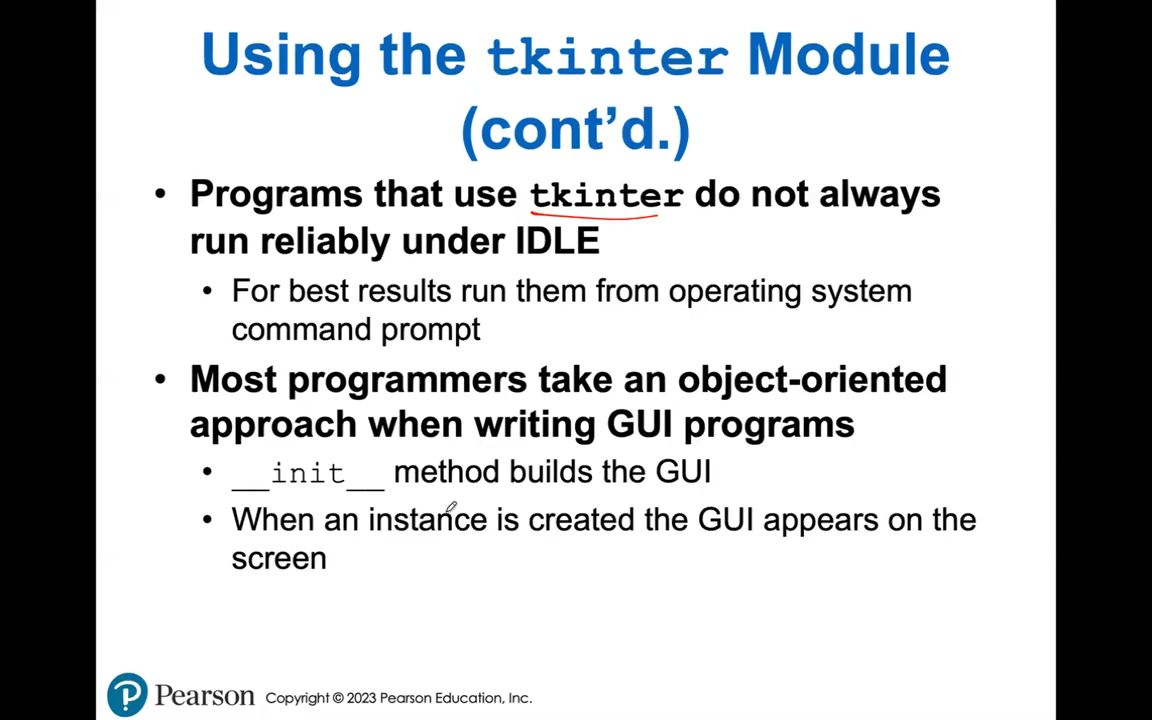 Using the tkinter Module
(cont’d.)
• Programs that use tkinter do not always
run reliably under IDLE
• For best results run them from operating system
command prompt
• Most programmers take an object-oriented
approach when writing GUI programs
• __init__ method builds the GUI
• When an instance is created the GUI appears on the
screen
P Pearson Copyright © 2023 Pearson Education, Inc.